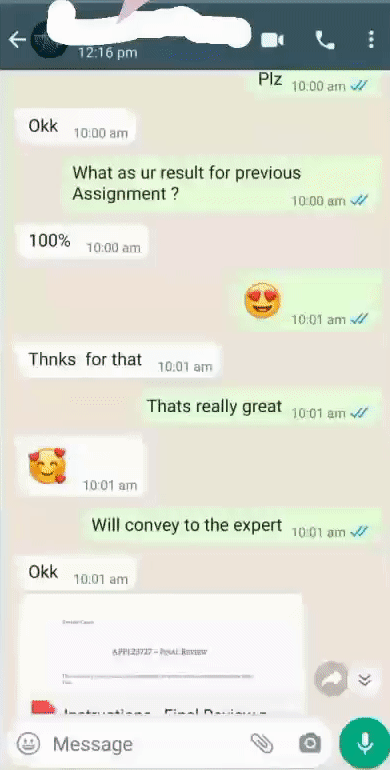 12:16 pm
Plz
10:00 am
Okk
10:00 am
What as ur result for previous
Assignment ?
10:00 am
100%
10:00 am
10:01 am
Thnks for that
10:01 am
Thats really great
10:01 am
10:01 am
Will convey to the expert
10:01 am
Okk
10:01 am
FINAL REVIEW
Instructions - Final Review
Message